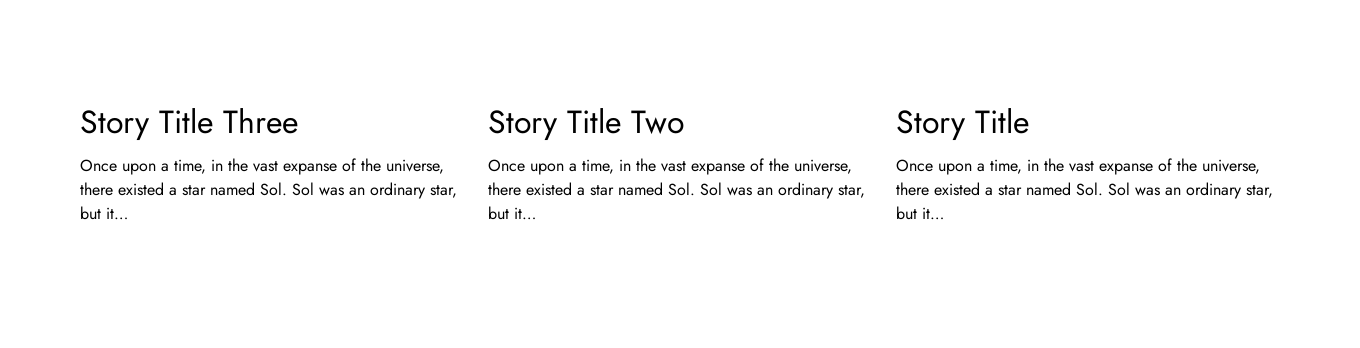 Story Title Three
Once upon a time, in the vast expanse of the universe,
there existed a star named Sol. Sol was an ordinary star,
but it...
Story Title Two
Once upon a time, in the vast expanse of the universe,
there existed a star named Sol. Sol was an ordinary star,
but it...
Story Title
Once upon a time, in the vast expanse of the universe,
there existed a star named Sol. Sol was an ordinary star,
but it...